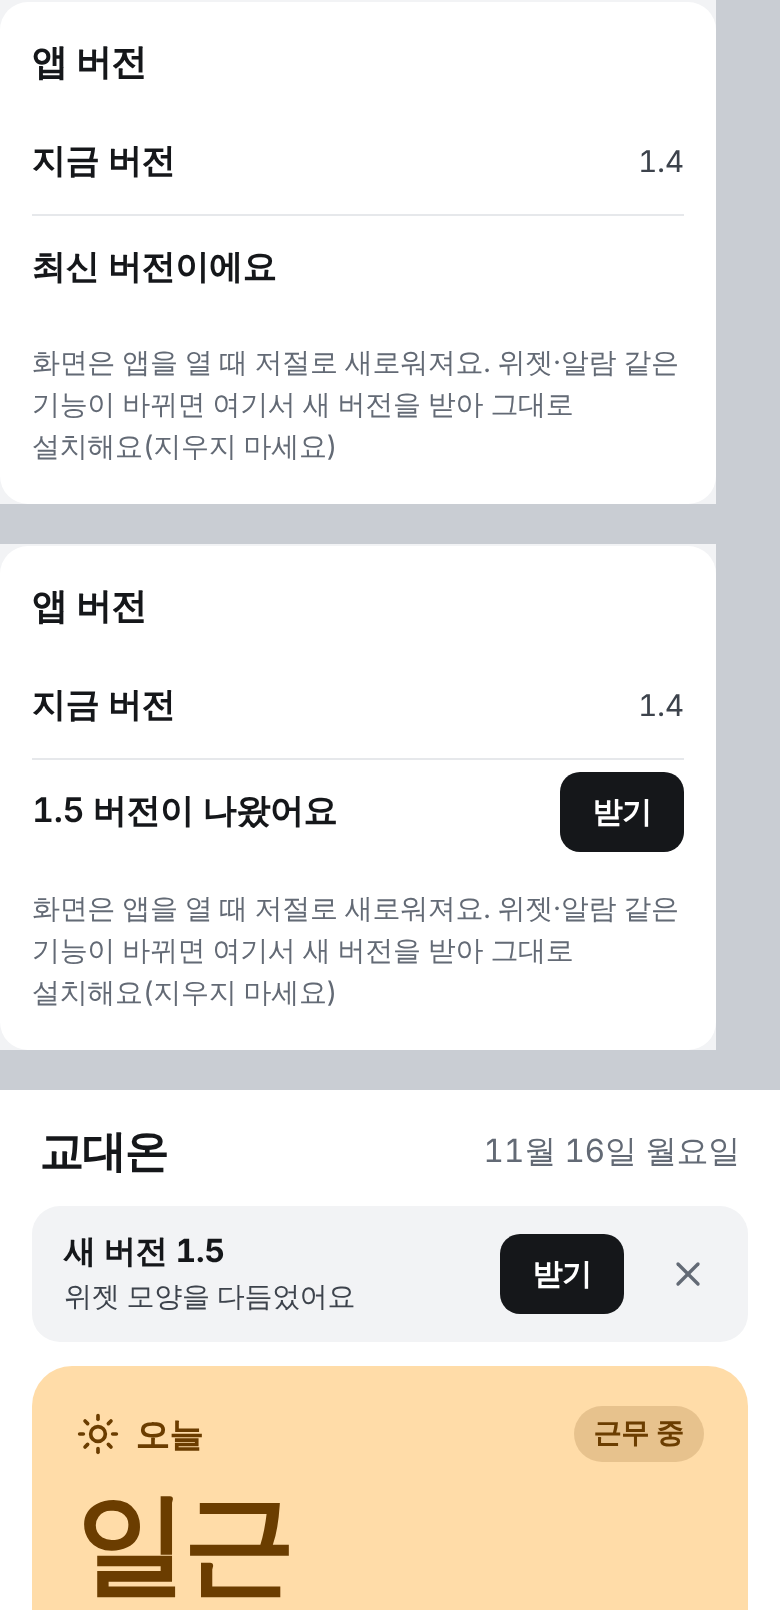 앱 버전
지금 버전 1.4
최신 버전이에요
화면은 앱을 열 때 저절로 새로워져요. 위젯·알람 같은
기능이 바뀌면 여기서 새 버전을 받아 그대로
설치해요(지우지 마세요)
앱 버전
지금 버전 1.4
1.5 버전이 나왔어요 받기
화면은 앱을 열 때 저절로 새로워져요. 위젯·알람 같은
기능이 바뀌면 여기서 새 버전을 받아 그대로
설치해요(지우지 마세요)
교대온 11월 16일 월요일
새 버전 1.5
위젯 모양을 다듬었어요
받기
오늘 근무 중
일근